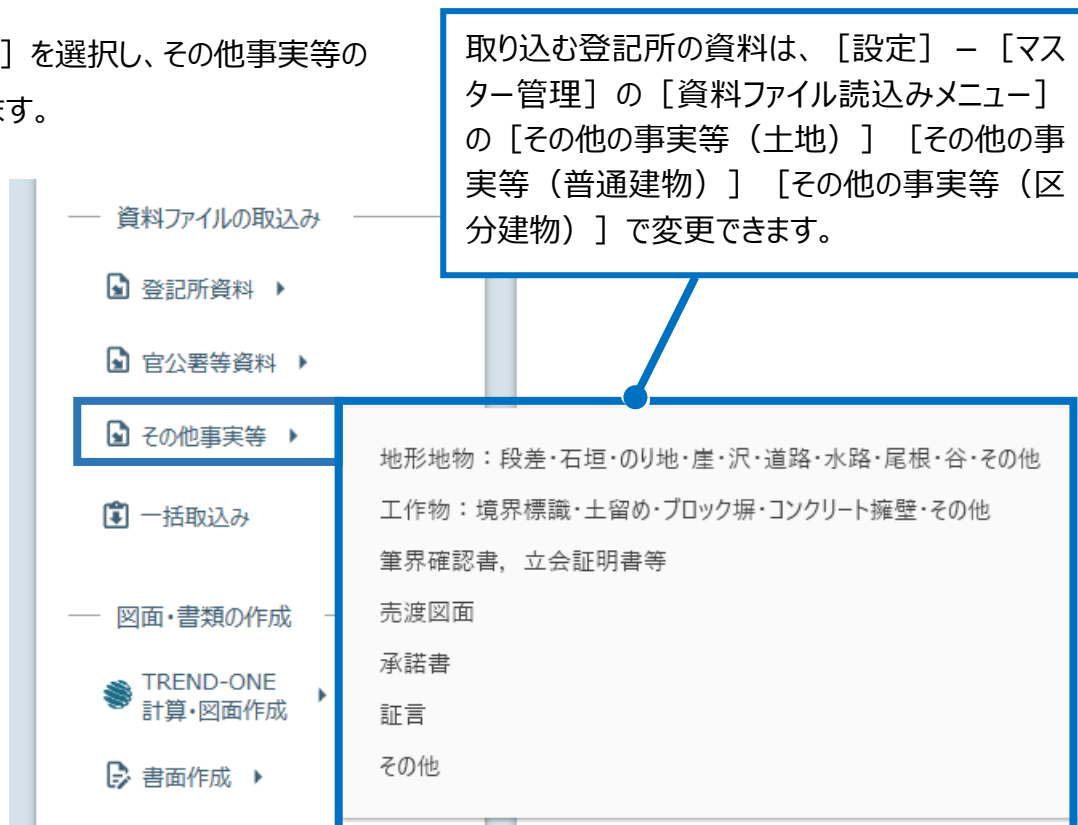 ］を選択し、その他事実等の
ます。
取り込む登記所の資料は、［設定］－［マス
ター管理］の［資料ファイル読込みメニュー］
の［その他の事実等（土地）］［その他の事
実等（普通建物）］［その他の事実等（区
分建物）］で変更できます。
資料ファイルの取込み
登記所資料
官公署等資料
その他事実等
地形地物：段差・石垣・のり地・崖・沢・道路・水路・尾根・谷・その他
工作物：境界標識・土留め・ブロック塀・コンクリート擁壁・その他
一括取込み
筆界確認書，立会証明書等
図面・書類の作成
売渡図面
承諾書
TREND-ONE
計算・図面作成
証言
書面作成
その他